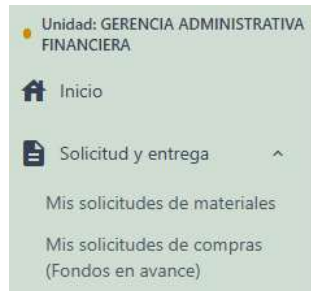 Unidad: GERENCIA ADMINISTRATIVA
FINANCIERA
Inicio
Solicitud y entrega
Mis solicitudes de materiales
Mis solicitudes de compras
(Fondos en avance)